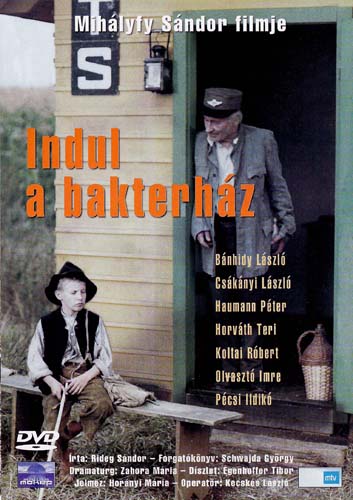 Mihályfy Sándor filmje
TS
Indul
a bakterház
Bánhidy László
Csákányi László
Haumann Péter
Horváth Teri
Koltai Róbert
Olvasztó Imre
Pécsi Ildikó
DVD
VIDEO
mokép
mtv
Írta: Rideg Sándor – Forgatókönyv: Schwajda György
Dramaturg: Zahora Mária – Díszlet: Egenhoffer Tibor
Jelmez: Horányi Mária – Operatőr: Kecskés László